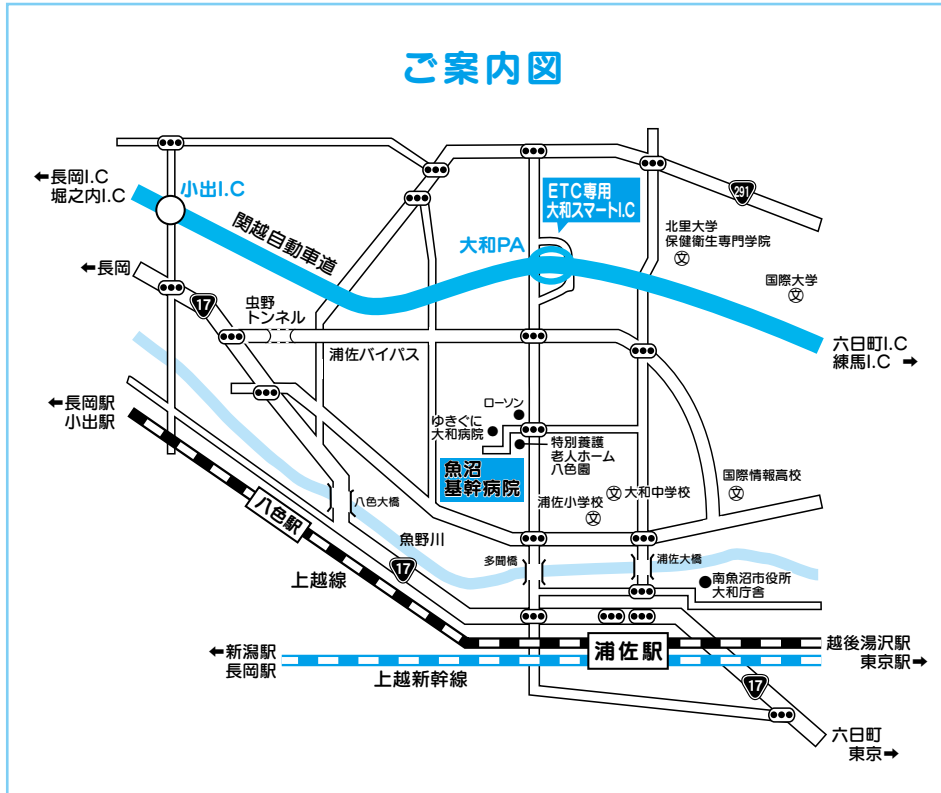 ご案内図
←長岡I.C
堀之内I.C
小出I.C
関越自動車道
ETC専用
大和スマートI.C
大和PA
291
北里大学
保健衛生専門学院
文
国際大学
文
←長岡
17
虫野
トンネル
浦佐バイパス
六日町I.C
練馬I.C →
←長岡駅
小出駅
ローソン
ゆきぐに
大和病院
特別養護
老人ホーム
八色園
魚沼
基幹病院
国際情報高校
文
文
大和中学校
浦佐小学校
文
八色駅
八色大橋
魚野川
多聞橋
浦佐大橋
17
上越線
南魚沼市役所
大和庁舎
←新潟駅
長岡駅
浦佐駅
越後湯沢駅
東京駅→
上越新幹線
17
六日町
東京→